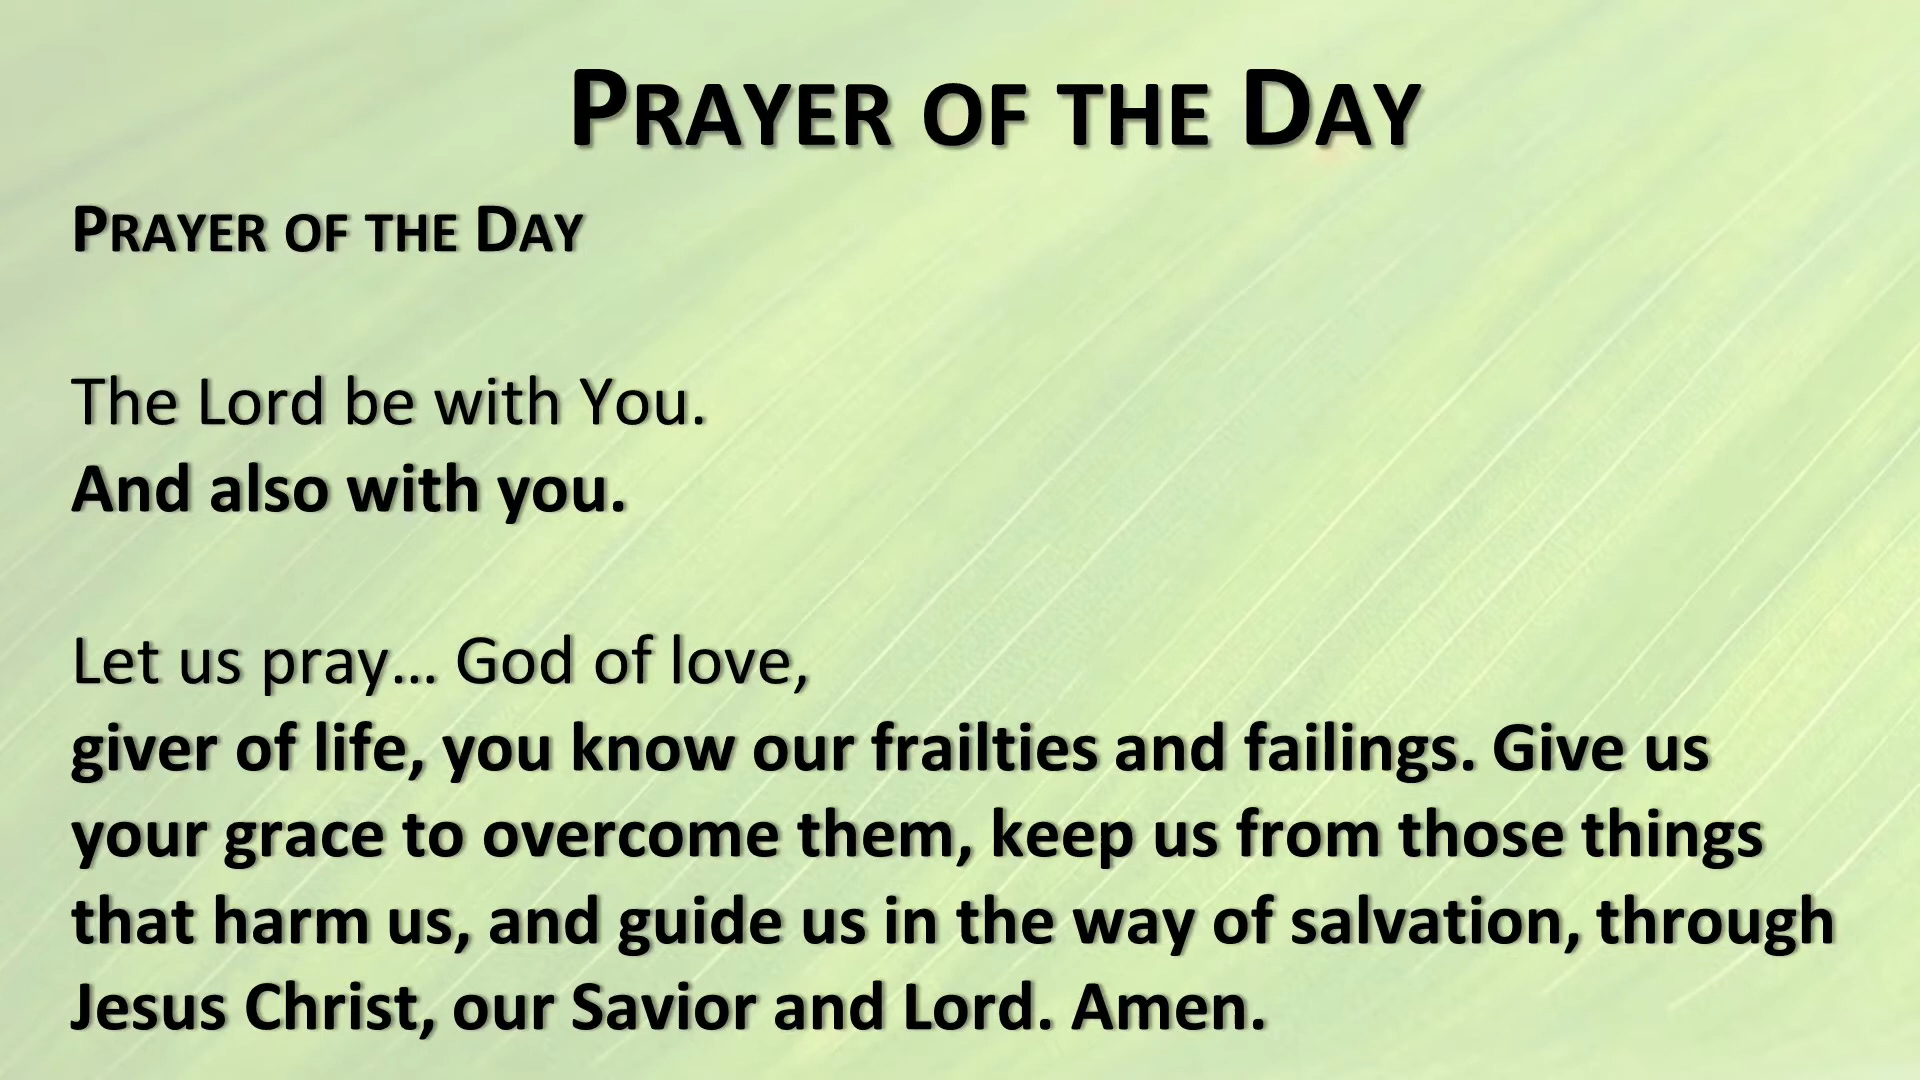 Prayer of the Day
Prayer of the Day
The Lord be with You.
And also with you.
Let us pray… God of love,
giver of life, you know our frailties and failings. Give us
your grace to overcome them, keep us from those things
that harm us, and guide us in the way of salvation, through
Jesus Christ, our Savior and Lord. Amen.